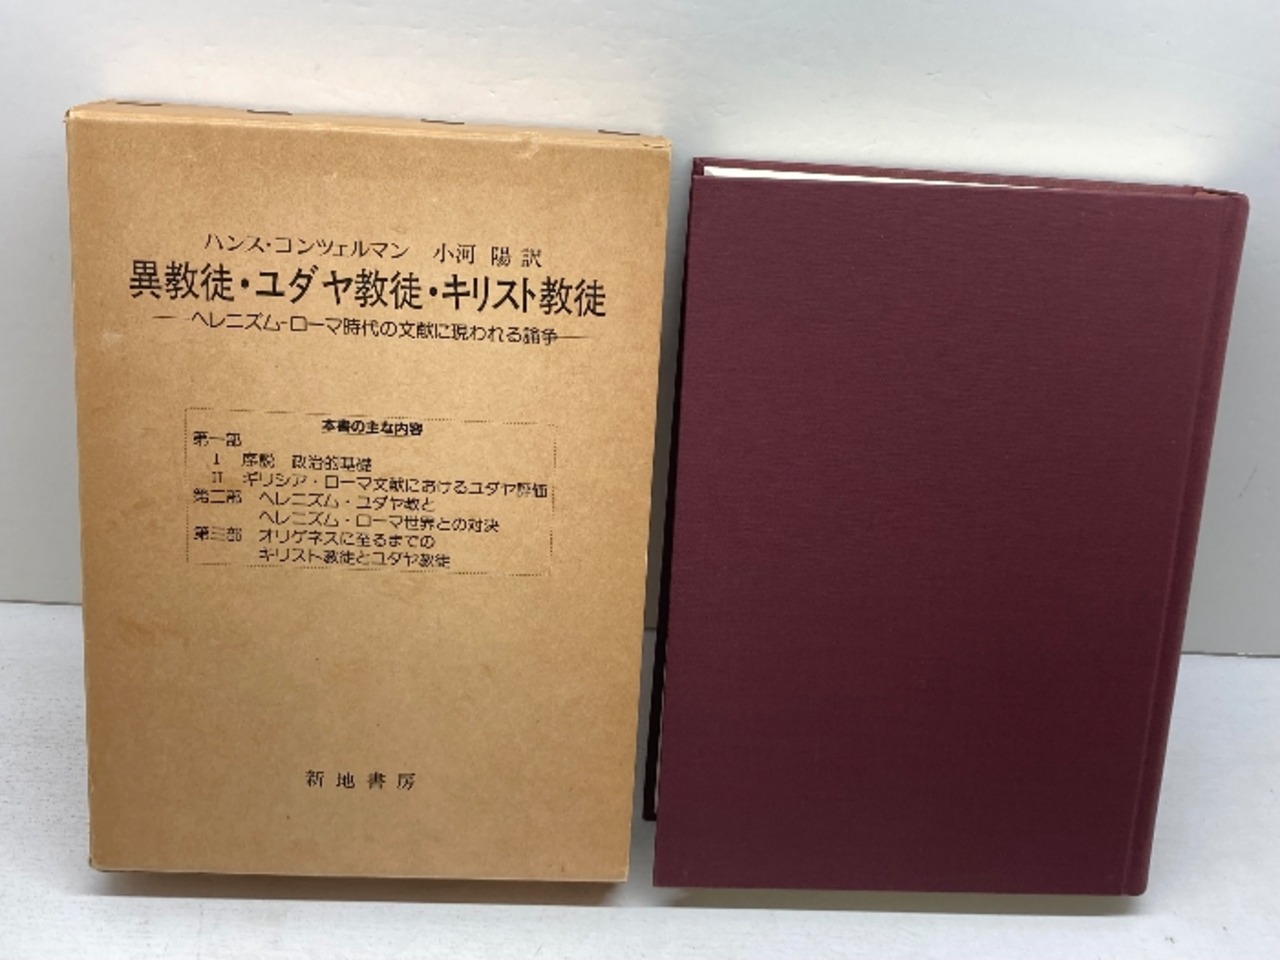 ハンス・コンツェルマン 小河 陽 訳
異教徒・ユダヤ教徒・キリスト教徒
――ヘレニズム-ローマ時代の文献に現われる論争――
本書の主な内容
第一部
I 序説 政治的基礎
II ギリシア・ローマ文献におけるユダヤ評価
第二部 ヘレニズム・ユダヤ教と
ヘレニズム・ローマ世界との対決
第三部 オリゲネスに至るまでの
キリスト教徒とユダヤ教徒
新地書房